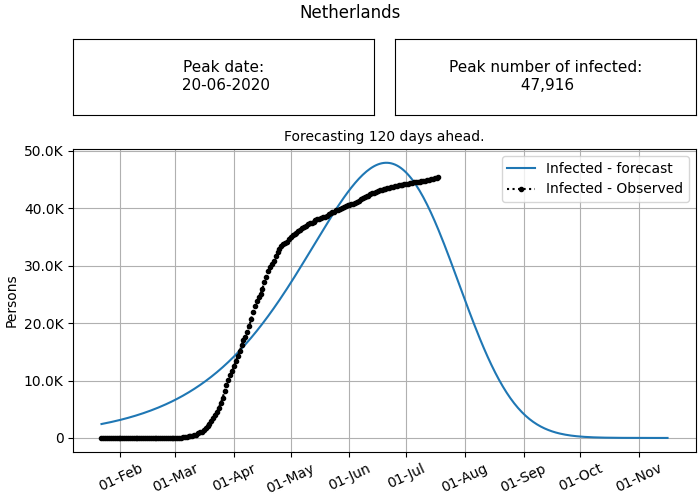 Netherlands
Peak date:
20-06-2020
Peak number of infected:
47,916
Forecasting 120 days ahead.
50.0K
40.0K
30.0K
20.0K
10.0K
0
Persons
Infected - forecast
Infected - Observed
01-Feb
01-Mar
01-Apr
01-May
01-Jun
01-Jul
01-Aug
01-Sep
01-Oct
01-Nov